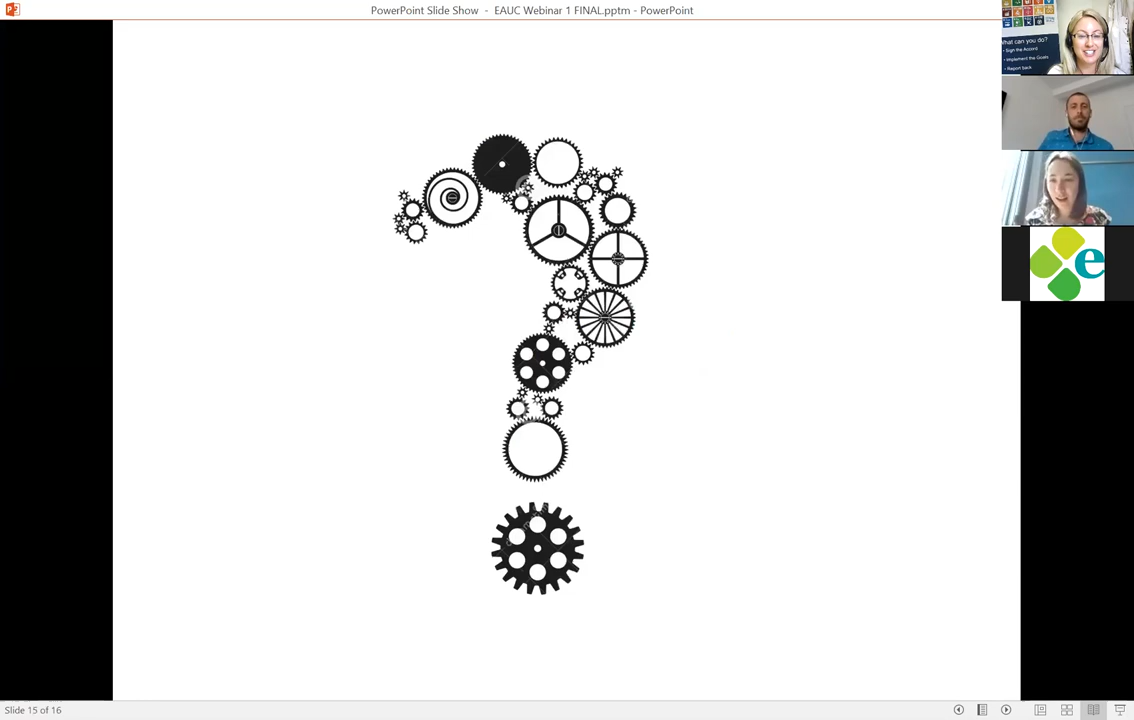 PowerPoint Slide Show - EAUC Webinar 1 FINAL.pptm - PowerPoint
What can you do?
• Sign the Accord
• Implement the Goals
• Report back
e
Slide 15 of 16